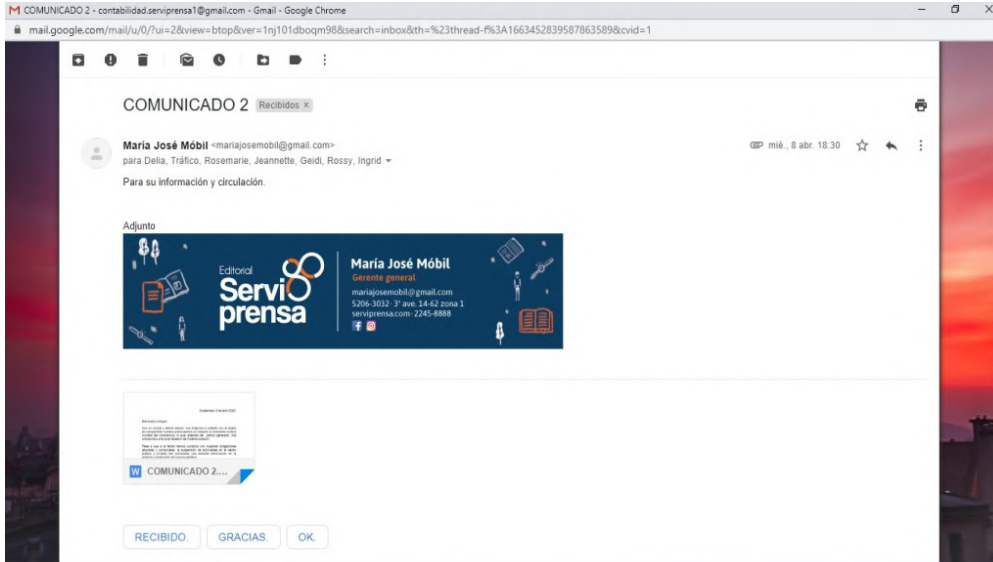 COMUNICADO 2 - contabilidad.serviprensa1@gmail.com - Gmail - Google Chrome
mail.google.com/mail/u/0/?ui=2&view=btop&ver=1nj101dboqm98&search=inbox&th=%23thread-f%3A1663452839587863589&cvid=1
COMUNICADO 2 Recibidos ×
María José Móbil <mariajosemobil@gmail.com>
mié., 8 abr. 18:30
para Delia, Tráfico, Rosemarie, Jeannette, Geidi, Rossy, Ingrid
Para su información y circulación.
Adjunto
Editorial
Servi
prensa
María José Móbil
Gerente general
mariajosemobil@gmail.com
5206-3032· 3ª ave. 14-62 zona 1
serviprensa.com· 2245-8888
W COMUNICADO 2....
RECIBIDO.
GRACIAS.
OK.